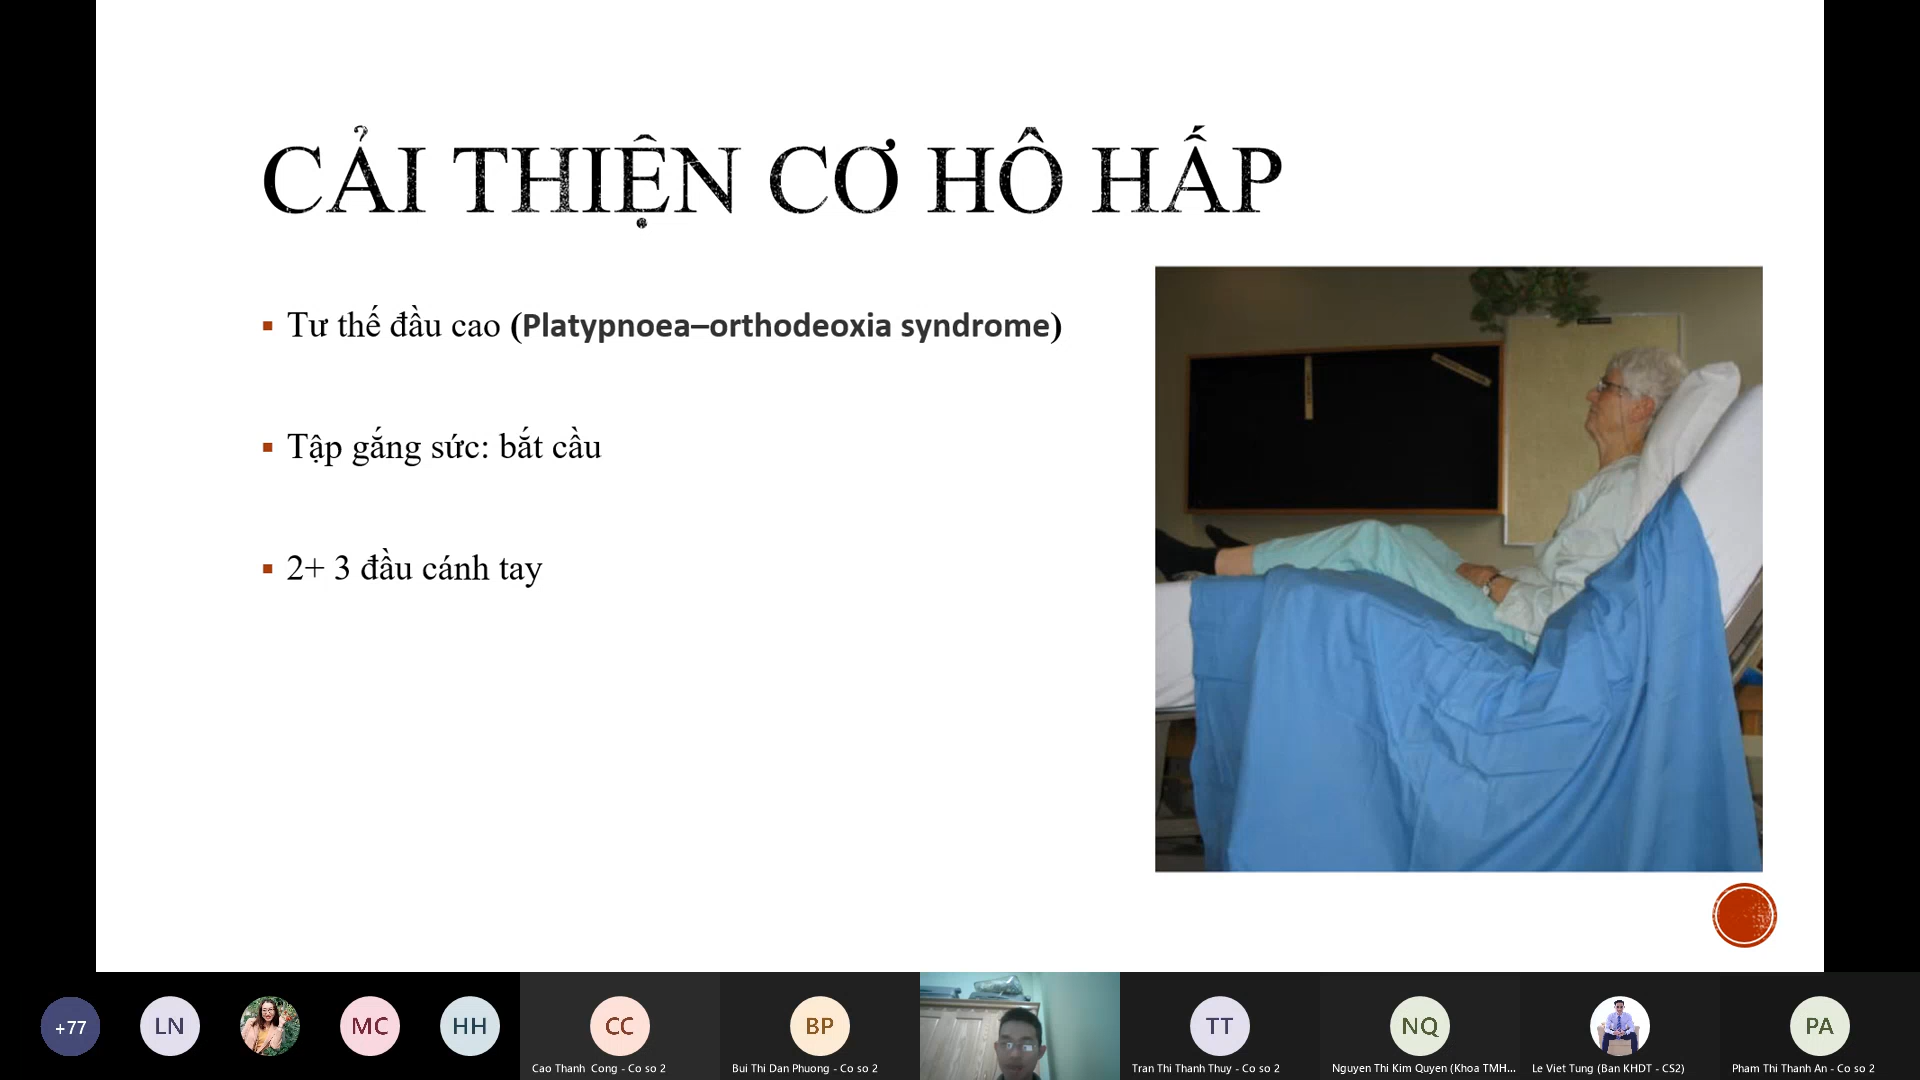 CẢI THIỆN CƠ HÔ HẤP
Tư thế đầu cao (Platypnoea–orthodeoxia syndrome)
Tập gắng sức: bắt cầu
2+ 3 đầu cánh tay
+77
LN
MC
HH
CC
BP
TT
NQ
PA
Cao Thanh Cong - Co so 2
Bui Thi Dan Phuong - Co so 2
Tran Thi Thanh Thuy - Co so 2
Nguyen Thi Kim Quyen (Khoa TMH...
Le Viet Tung (Ban KHDT - CS2)
Pham Thi Thanh An - Co so 2